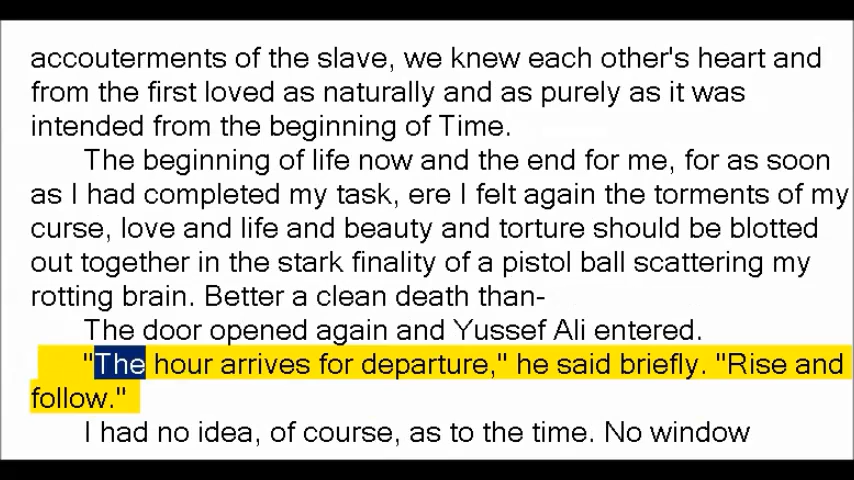 accouterments of the slave, we knew each other's heart and
from the first loved as naturally and as purely as it was
intended from the beginning of Time.
The beginning of life now and the end for me, for as soon
as I had completed my task, ere I felt again the torments of my
curse, love and life and beauty and torture should be blotted
out together in the stark finality of a pistol ball scattering my
rotting brain. Better a clean death than-
The door opened again and Yussef Ali entered.
"The hour arrives for departure," he said briefly. "Rise and
follow."
I had no idea, of course, as to the time. No window